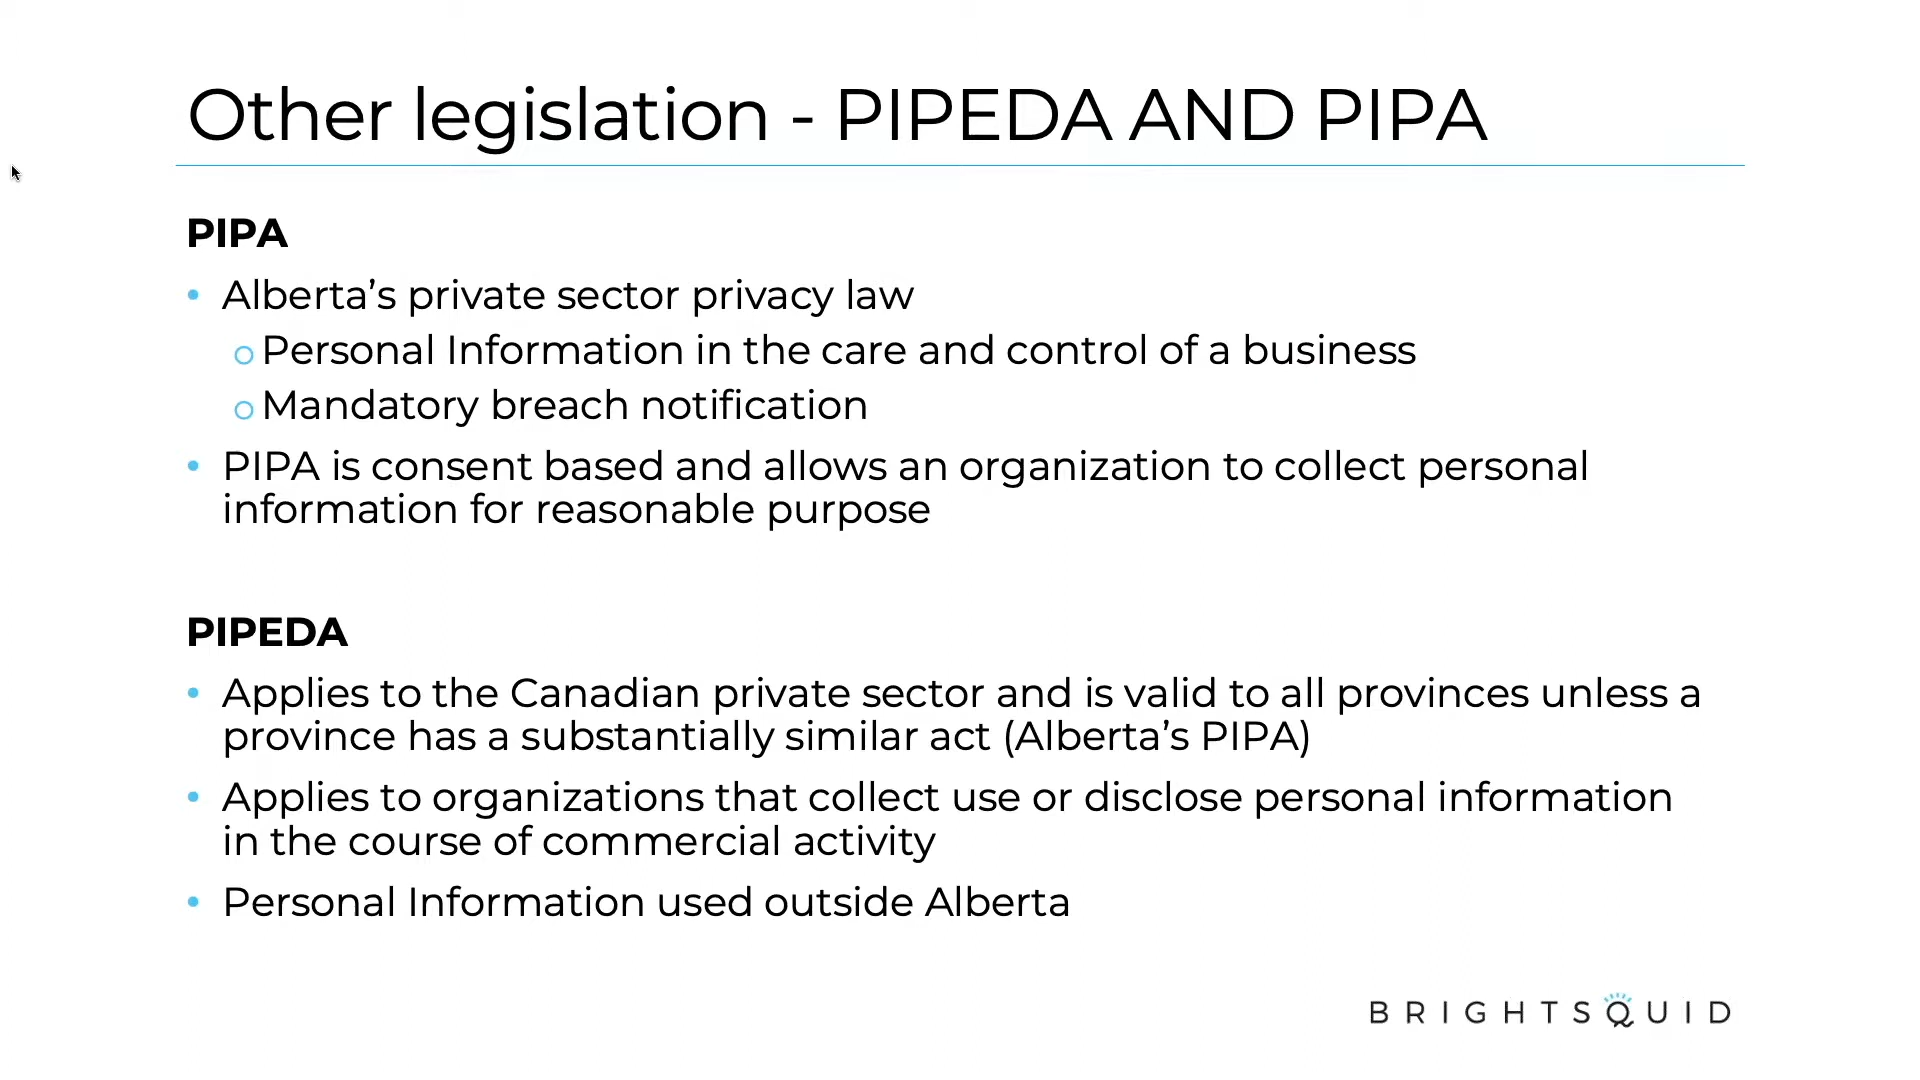 Other legislation - PIPEDA AND PIPA
PIPA
• Alberta’s private sector privacy law
o Personal Information in the care and control of a business
o Mandatory breach notification
• PIPA is consent based and allows an organization to collect personal
information for reasonable purpose
PIPEDA
• Applies to the Canadian private sector and is valid to all provinces unless a
province has a substantially similar act (Alberta’s PIPA)
• Applies to organizations that collect use or disclose personal information
in the course of commercial activity
• Personal Information used outside Alberta
BRIGHTSQUID